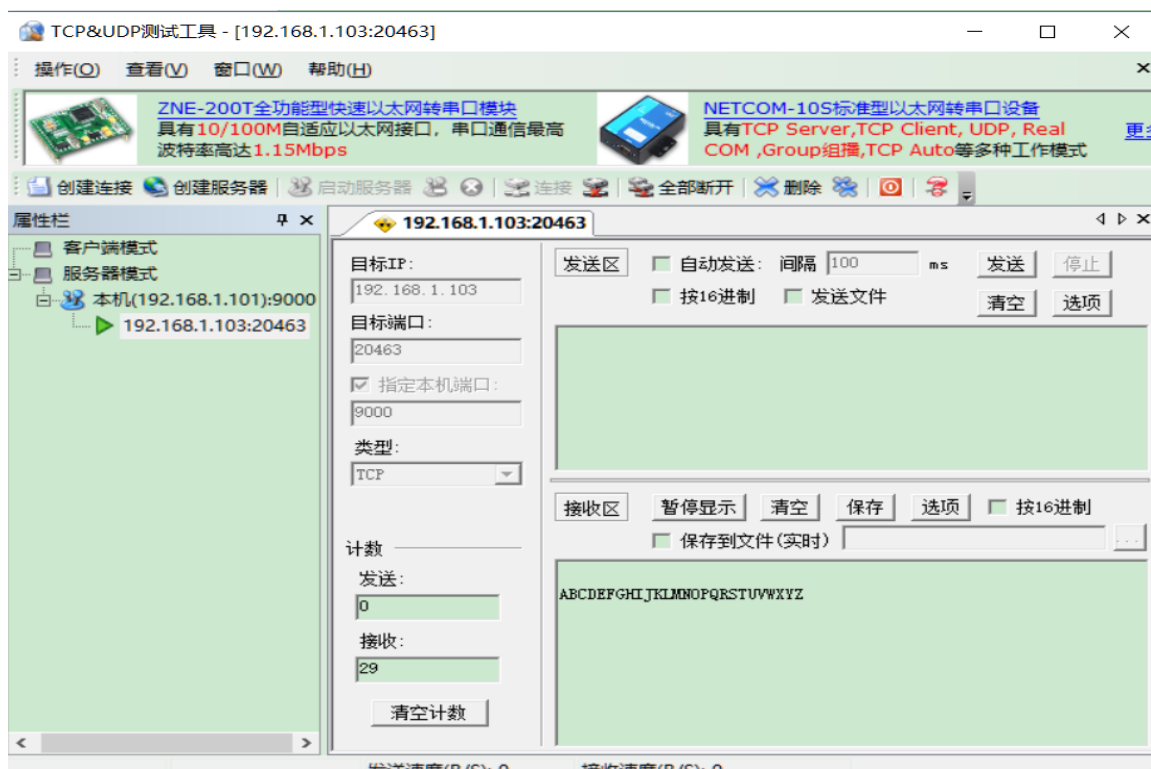 TCP&UDP测试工具 - [192.168.1.103:20463]
操作(O) 查看(V) 窗口(W) 帮助(H)
ZNE-200T全功能型快速以太网转串口模块
具有10/100M自适应以太网接口，串口通信最高
波特率高达1.15Mbps
NETCOM-10S标准型以太网转串口设备
具有TCP Server,TCP Client, UDP, Real
COM ,Group组播,TCP Auto等多种工作模式
创建连接 创建服务器 启动服务器 连接 全部断开 删除
属性栏
客户端模式
服务器模式
本机(192.168.1.101):9000
192.168.1.103:20463
192.168.1.103:20463
目标IP:
192.168.1.103
目标端口:
20463
指定本机端口:
9000
类型:
TCP
计数
发送:
0
接收:
29
清空计数
发送区 自动发送: 间隔 100 ms 发送 停止
按16进制 发送文件 清空 选项
接收区 暂停显示 清空 保存 选项 按16进制
保存到文件(实时) ...
ABCDEFGHIJKLMNOPQRSTUVWXYZ
发送速度(B/S): 0 接收速度(B/S): 0